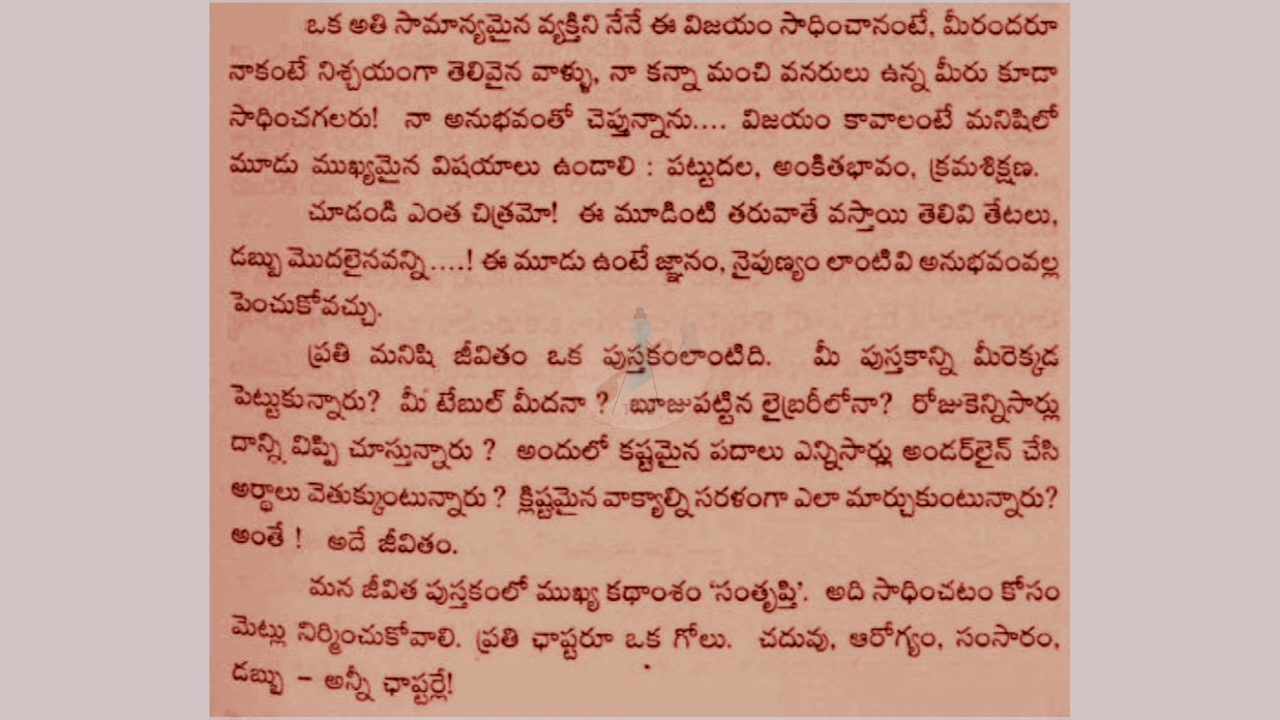 ఒక అతి సామాన్యమైన వ్యక్తిని నేనే ఈ విజయం సాధించానంటే, మీరందరూ
నాకంటే నిశ్చయంగా తెలివైన వాళ్ళు, నా కన్నా మంచి వనరులు ఉన్న మీరు కూడా
సాధించగలరు! నా అనుభవంతో చెప్తున్నాను.... విజయం కావాలంటే మనిషిలో
మూడు ముఖ్యమైన విషయాలు ఉండాలి : పట్టుదల, అంకితభావం, క్రమశిక్షణ.
చూడండి ఎంత చిత్రమో! ఈ మూడింటి తరువాతే వస్తాయి తెలివి తేటలు,
డబ్బు మొదలైనవన్ని....! ఈ మూడు ఉంటే జ్ఞానం, నైపుణ్యం లాంటివి అనుభవంవల్ల
పెంచుకోవచ్చు.
ప్రతి మనిషి జీవితం ఒక పుస్తకంలాంటిది. మీ పుస్తకాన్ని మీరెక్కడ
పెట్టుకున్నారు? మీ టేబుల్ మీదనా ? బూజుపట్టిన లైబ్రరీలోనా? రోజుకెన్నిసార్లు
దాన్ని విప్పి చూస్తున్నారు ? అందులో కష్టమైన పదాలు ఎన్నిసార్లు అండర్‌లైన్ చేసి
అర్థాలు వెతుక్కుంటున్నారు ? క్లిష్టమైన వాక్యాల్ని సరళంగా ఎలా మార్చుకుంటున్నారు?
అంతే ! అదే జీవితం.
మన జీవిత పుస్తకంలో ముఖ్య కథాంశం ‘సంతృప్తి’. అది సాధించటం కోసం
మెట్లు నిర్మించుకోవాలి. ప్రతి ఛాప్టరూ ఒక గోలు. చదువు, ఆరోగ్యం, సంసారం,
డబ్బు – అన్నీ ఛాప్టర్లే!